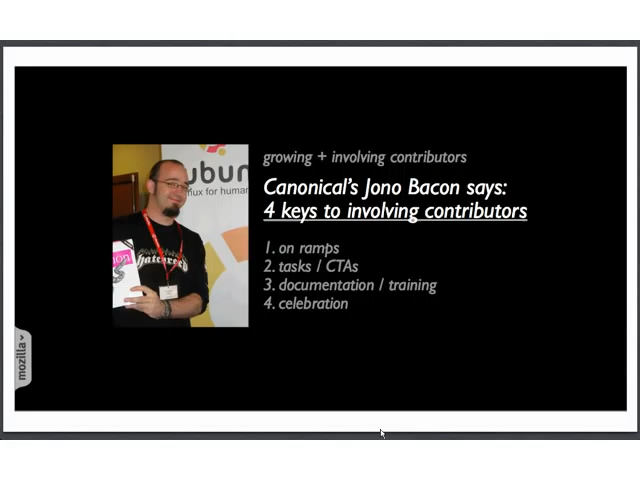 growing + involving contributors
Canonical's Jono Bacon says:
4 keys to involving contributors
1. on ramps
2. tasks / CTAs
3. documentation / training
4. celebration
mozilla
hatebreed